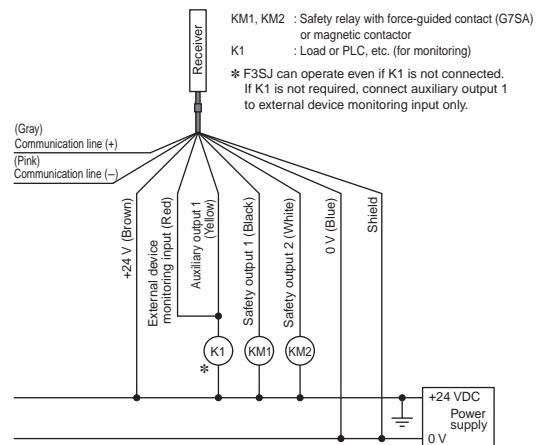 KM1, KM2 : Safety relay with force-guided contact (G7SA)
or magnetic contactor
K1 : Load or PLC, etc. (for monitoring)
* F3SJ can operate even if K1 is not connected.
If K1 is not required, connect auxiliary output 1
to external device monitoring input only.
Receiver
(Gray)
Communication line (+)
(Pink)
Communication line (–)
+24 V (Brown)
External device
monitoring input (Red)
Auxiliary output 1
(Yellow)
Safety output 1 (Black)
Safety output 2 (White)
0 V (Blue)
Shield
K1
*
KM1
KM2
+24 VDC
Power
supply
0 V